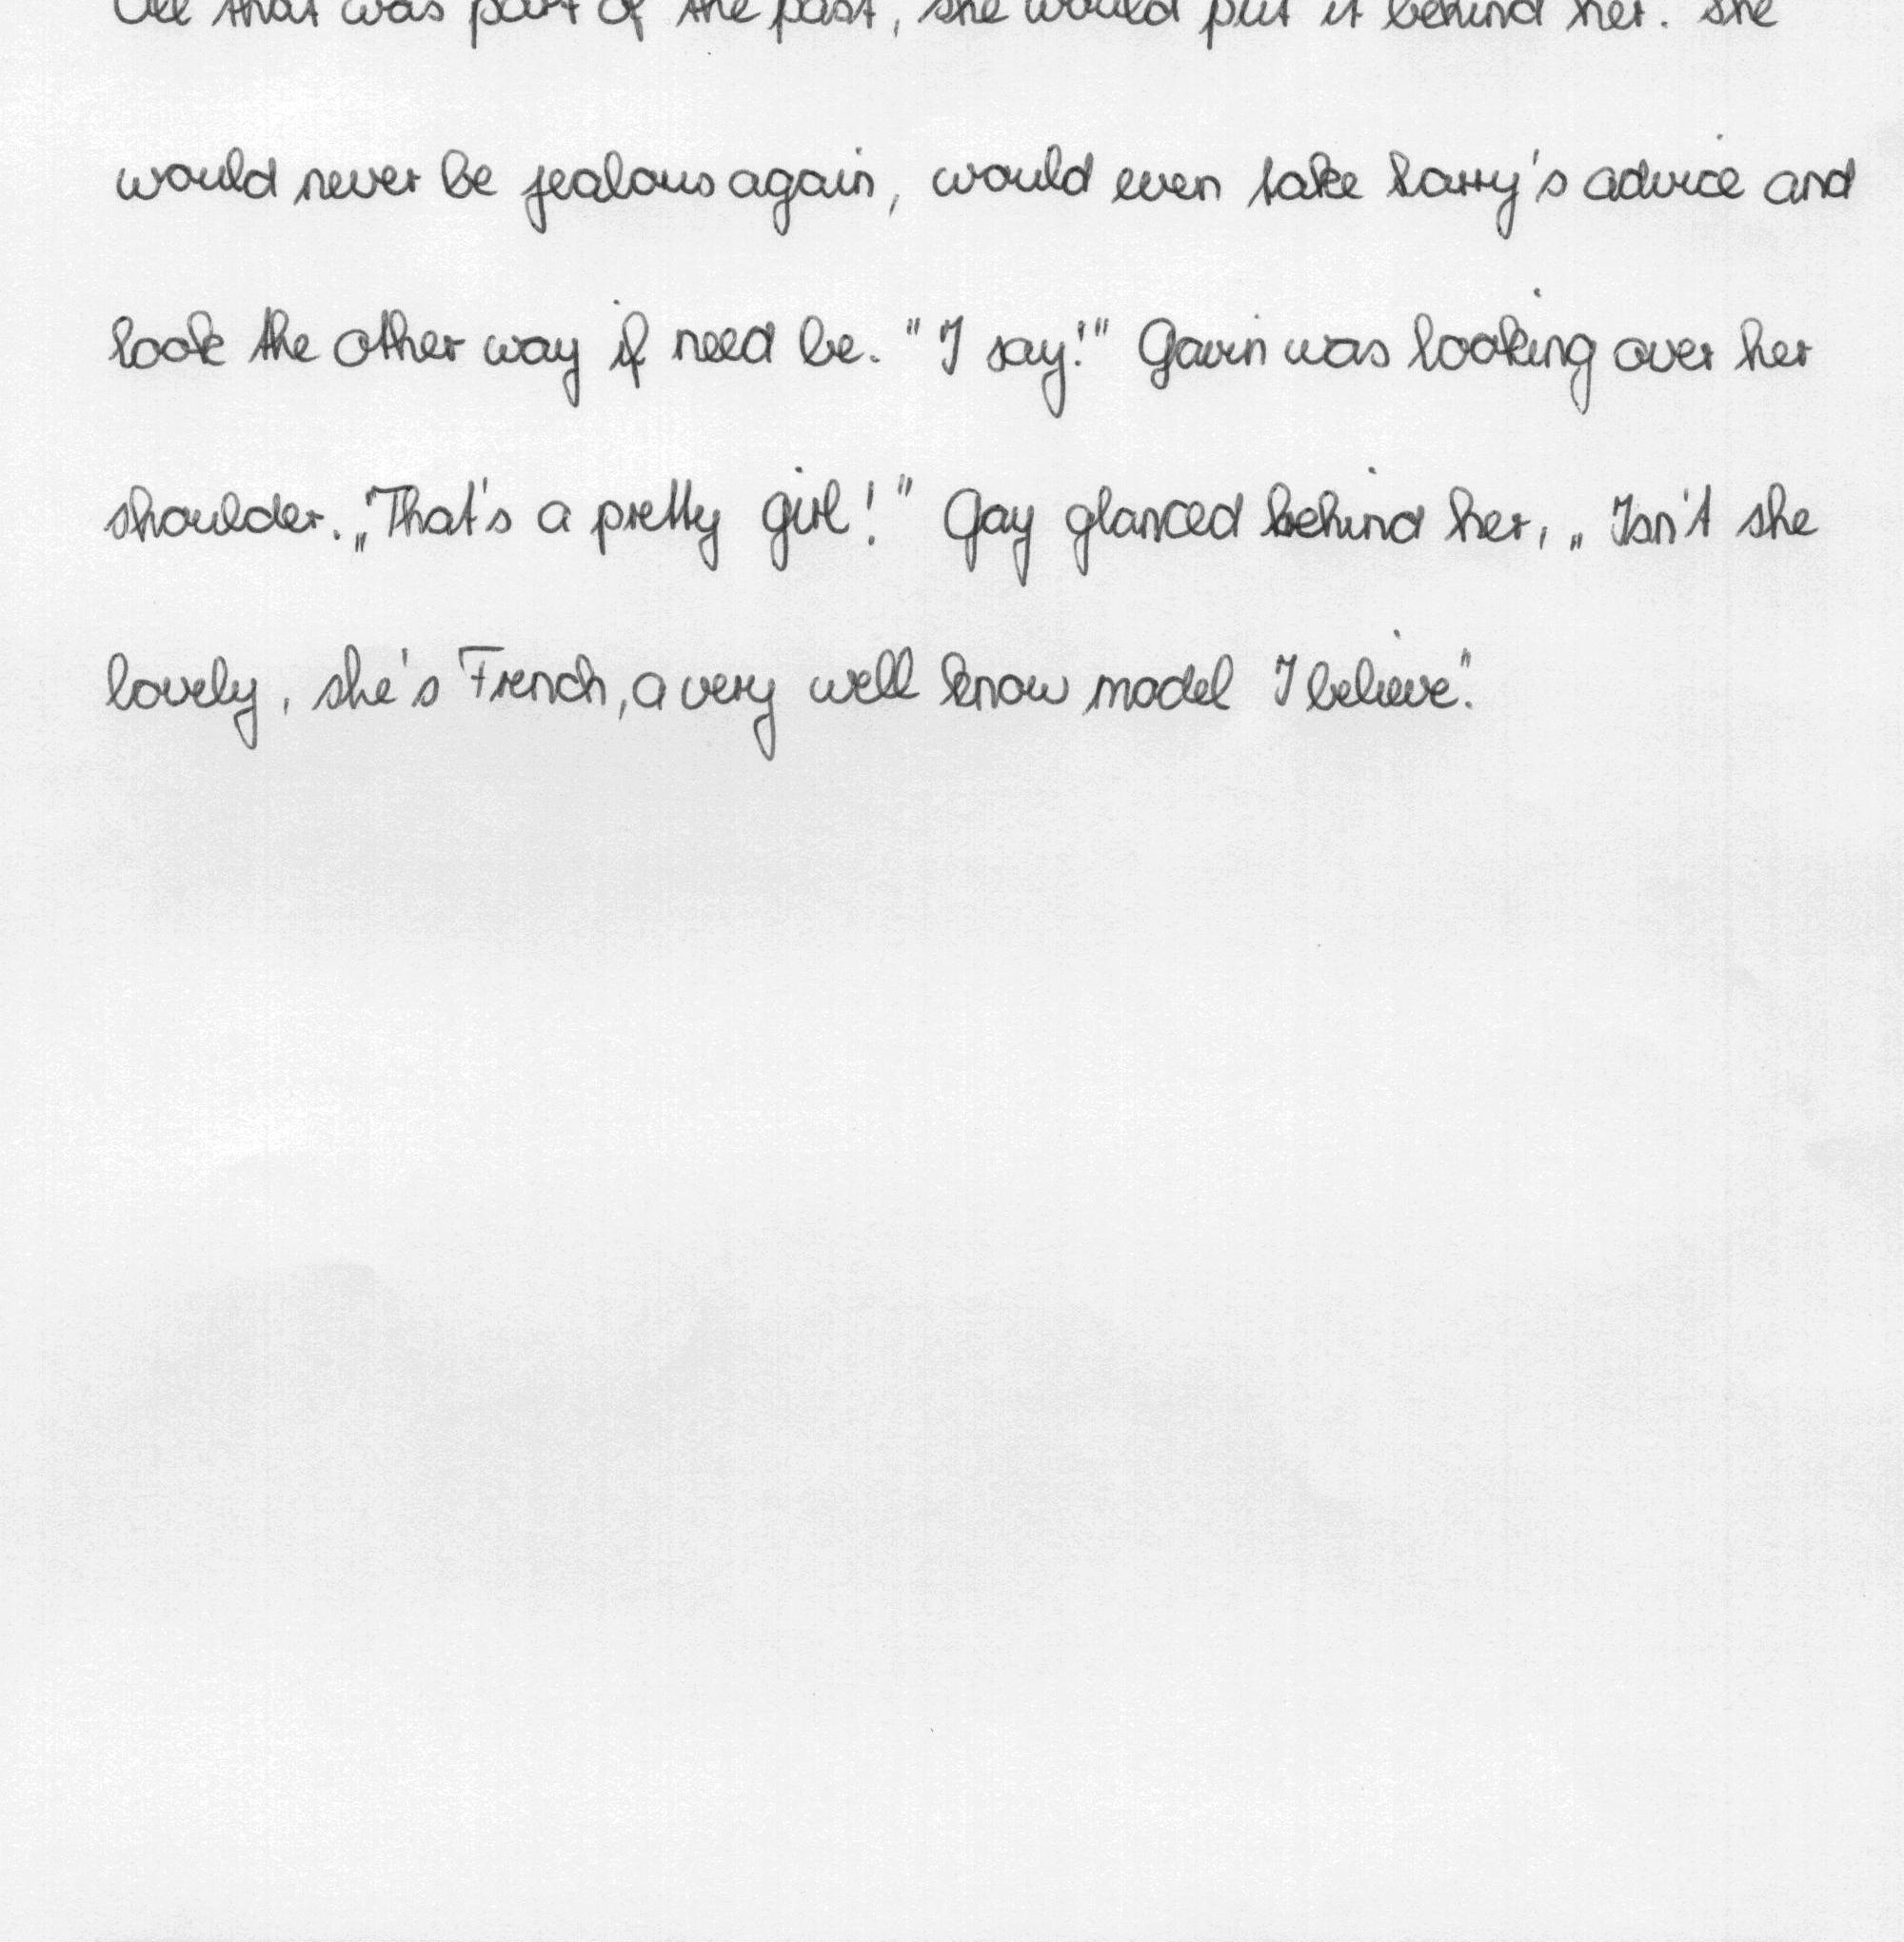 All that was part of the past, she would put it behind her. She
would never be jealous again, would even take Larry's advice and
look the other way if need be. "I say!" Gavin was looking over her
shoulder. „That's a pretty girl!" Gay glanced behind her, „Isn't she
lovely, she's French, a very well know model I believe".